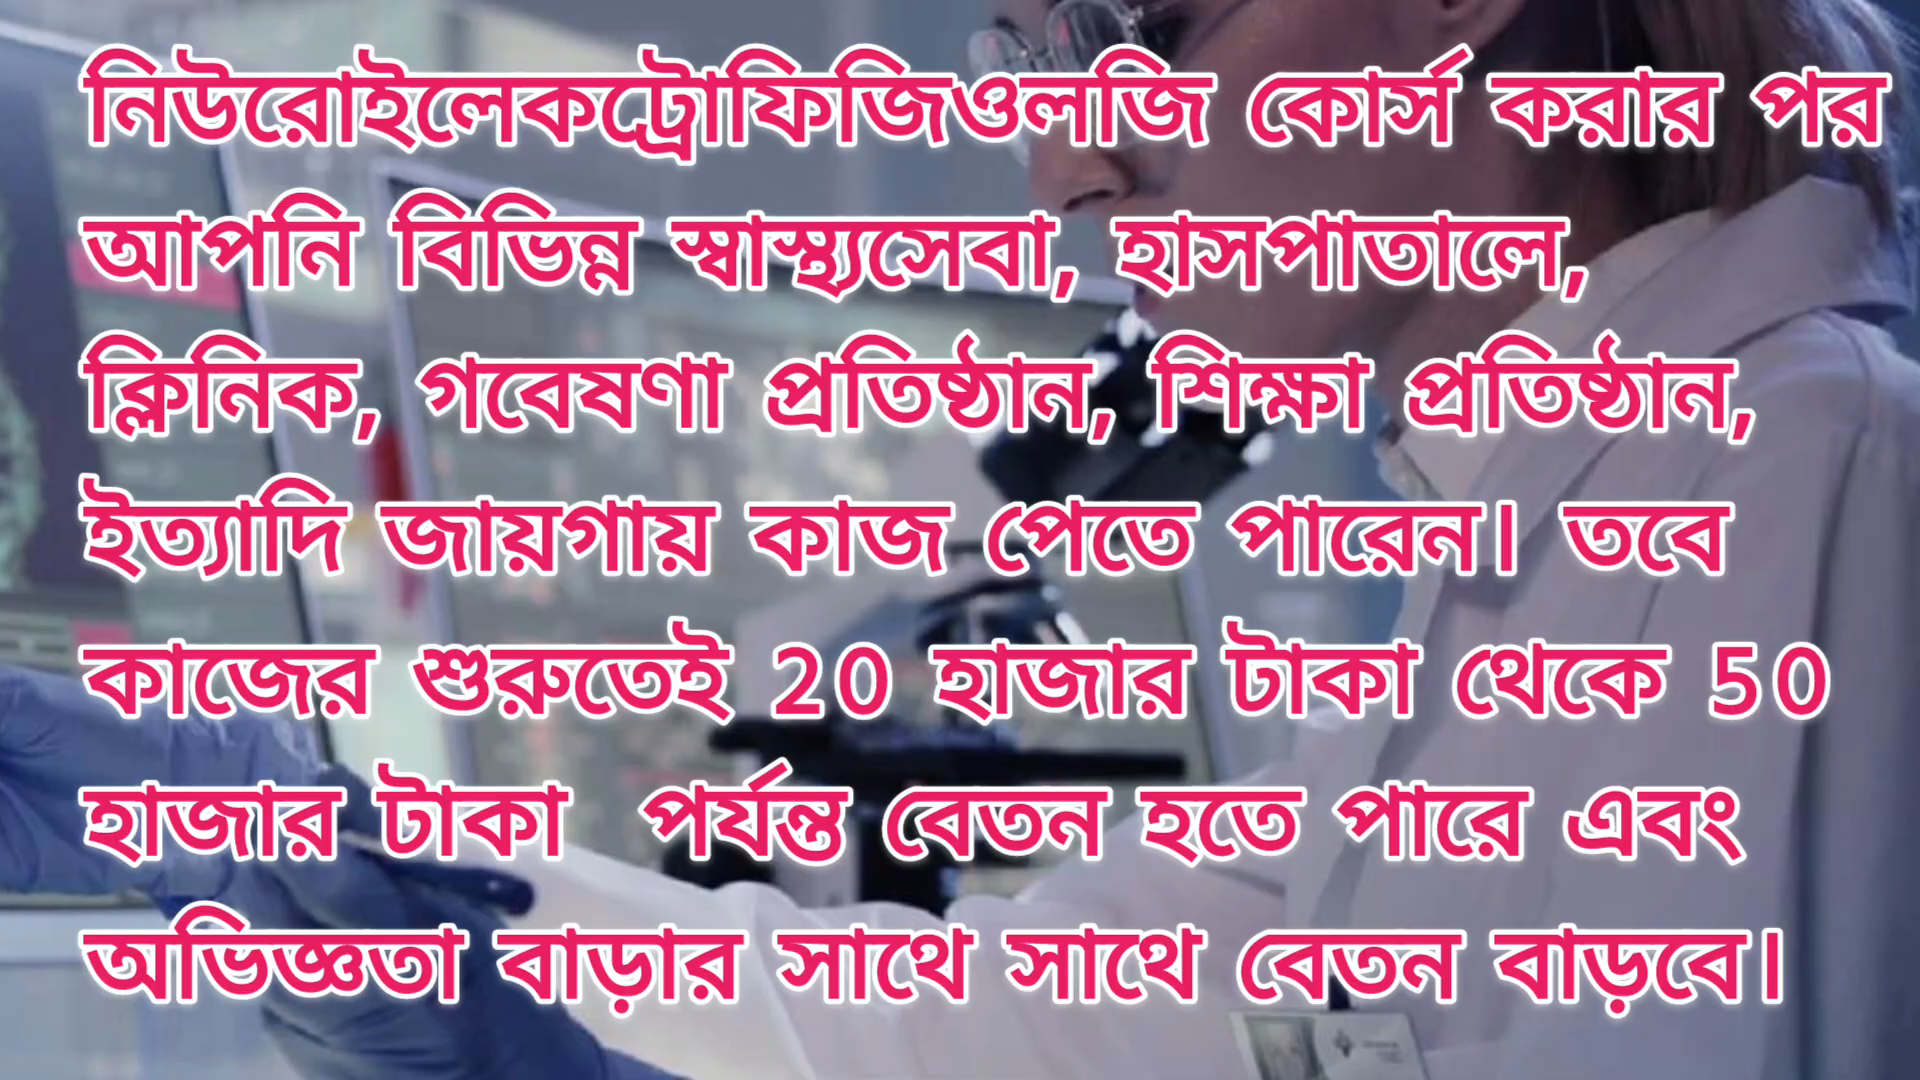 নিউরোইলেকট্রোফিজিওলজি কোর্স করার পর
আপনি বিভিন্ন স্বাস্থ্যসেবা, হাসপাতালে,
ক্লিনিক, গবেষণা প্রতিষ্ঠান, শিক্ষা প্রতিষ্ঠান,
ইত্যাদি জায়গায় কাজ পেতে পারেন। তবে
কাজের শুরুতেই 20 হাজার টাকা থেকে 50
হাজার টাকা  পর্যন্ত বেতন হতে পারে এবং
অভিজ্ঞতা বাড়ার সাথে সাথে বেতন বাড়বে।